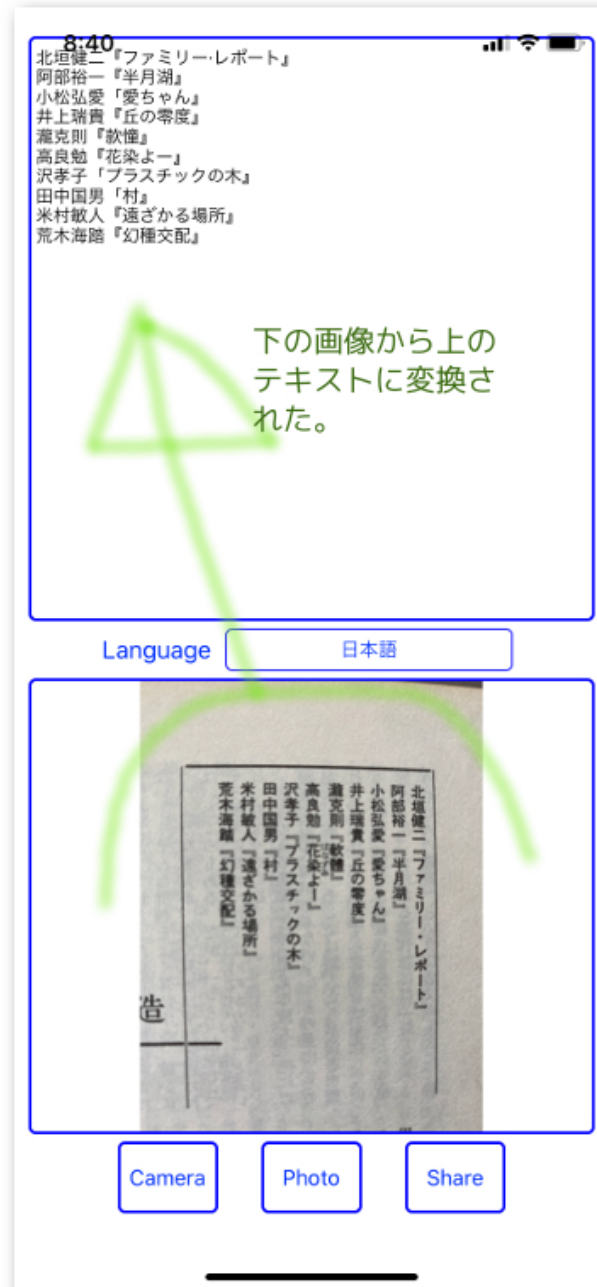 8:40
北垣健二『ファミリー·レポート』
阿部裕一『半月湖』
小松弘愛「愛ちゃん』
井上瑞貴『丘の零度』
瀧克則『款憧』
高良勉『花染よー』
沢孝子「プラスチックの木』
田中国男「村』
米村敏人『遠ざかる場所』
荒木海踏『幻種交配』
下の画像から上の
テキストに変換さ
れた。
Language
日本語
北垣健二『ファミリー・レポート』
阿部裕一『半月湖』
小松弘愛『愛ちゃん』
井上瑞貴『丘の零度』
瀧克則『軟體』
高良勉『花染よー』
沢孝子『プラスチックの木』
田中国男『村』
米村敏人『遠ざかる場所』
荒木海踏『幻種交配』
造
Camera
Photo
Share